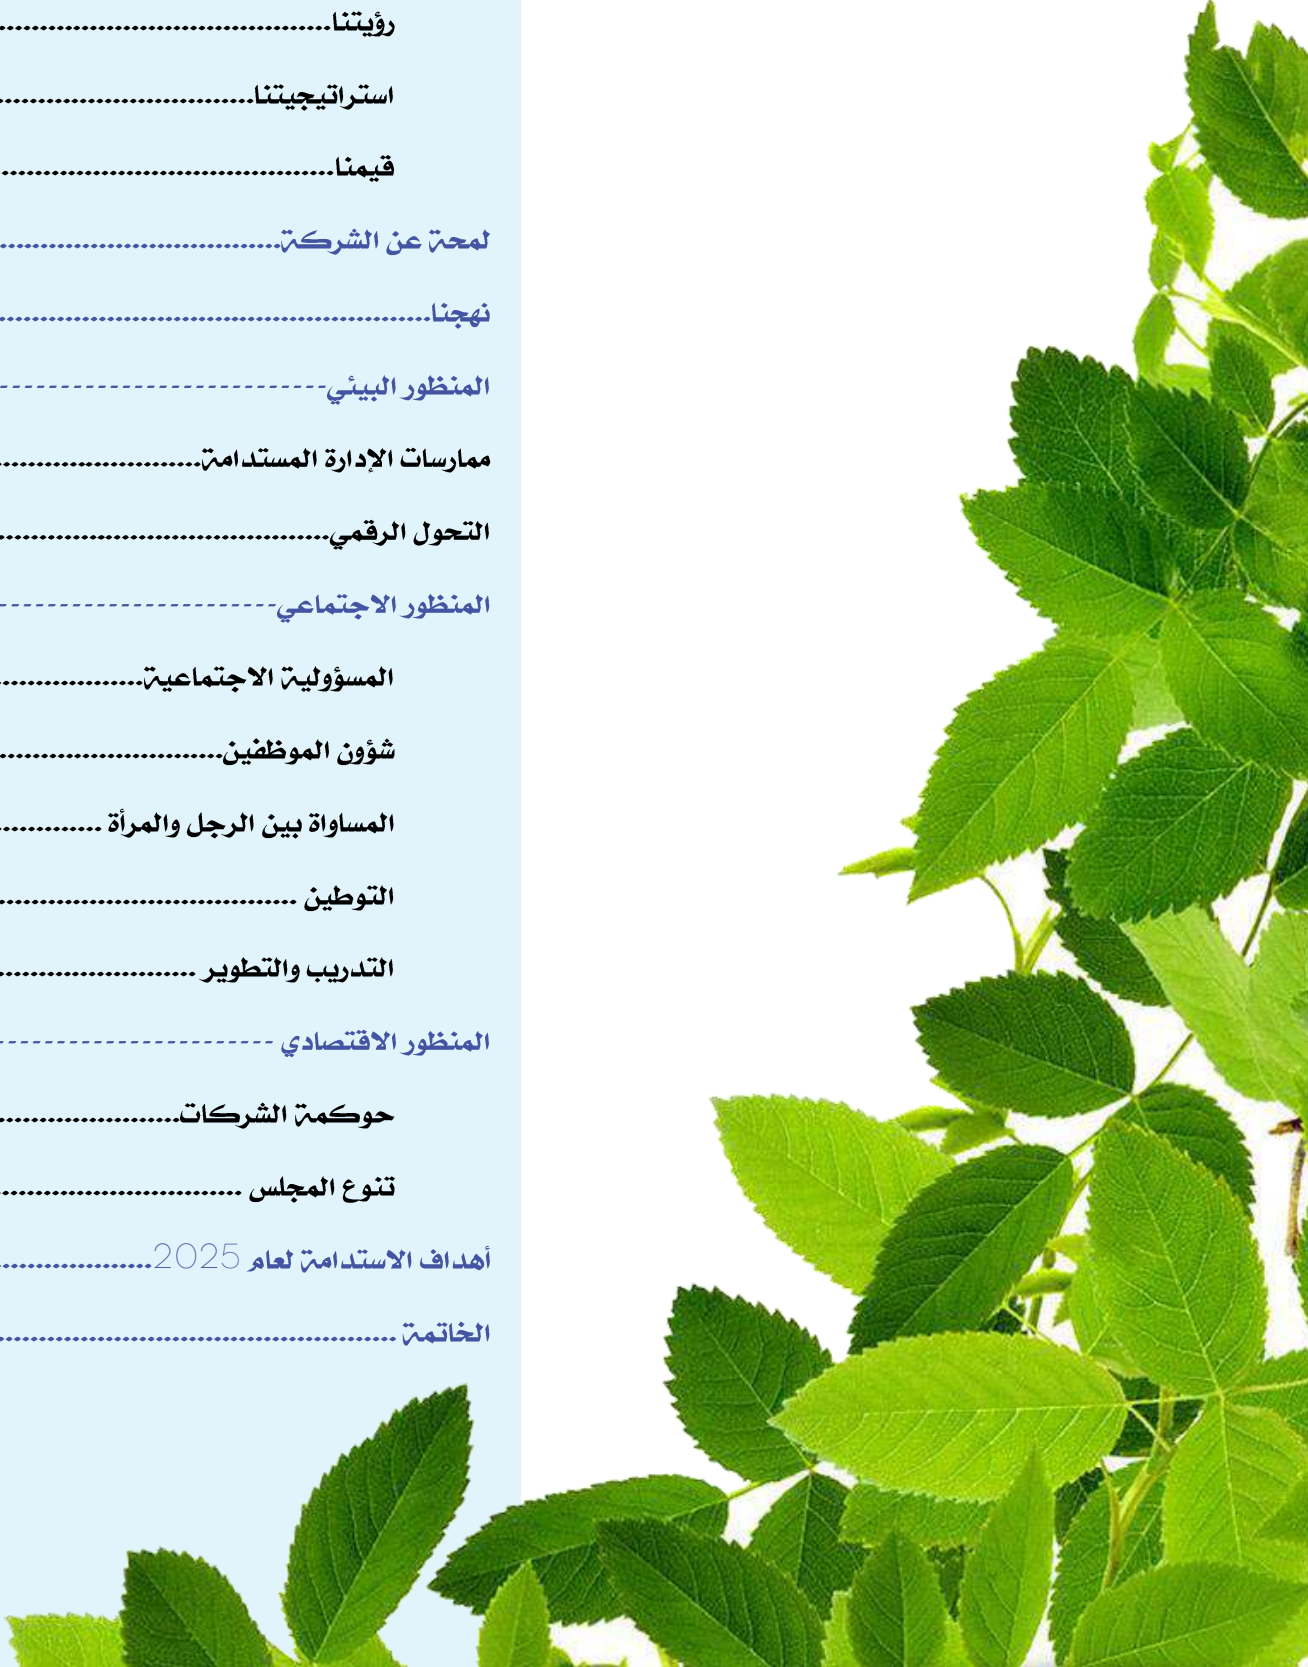 رؤيتنا
استراتيجيتنا
قيمنا
لمحة عن الشركة
نهجنا
المنظور البيئي
ممارسات الإدارة المستدامة
التحول الرقمي
المنظور الاجتماعي
المسؤولية الاجتماعية
شؤون الموظفين
المساواة بين الرجل والمرأة
التوطين
التدريب والتطوير
المنظور الاقتصادي
حوكمة الشركات
تنوع المجلس
أهداف الاستدامة لعام 2025
الخاتمة